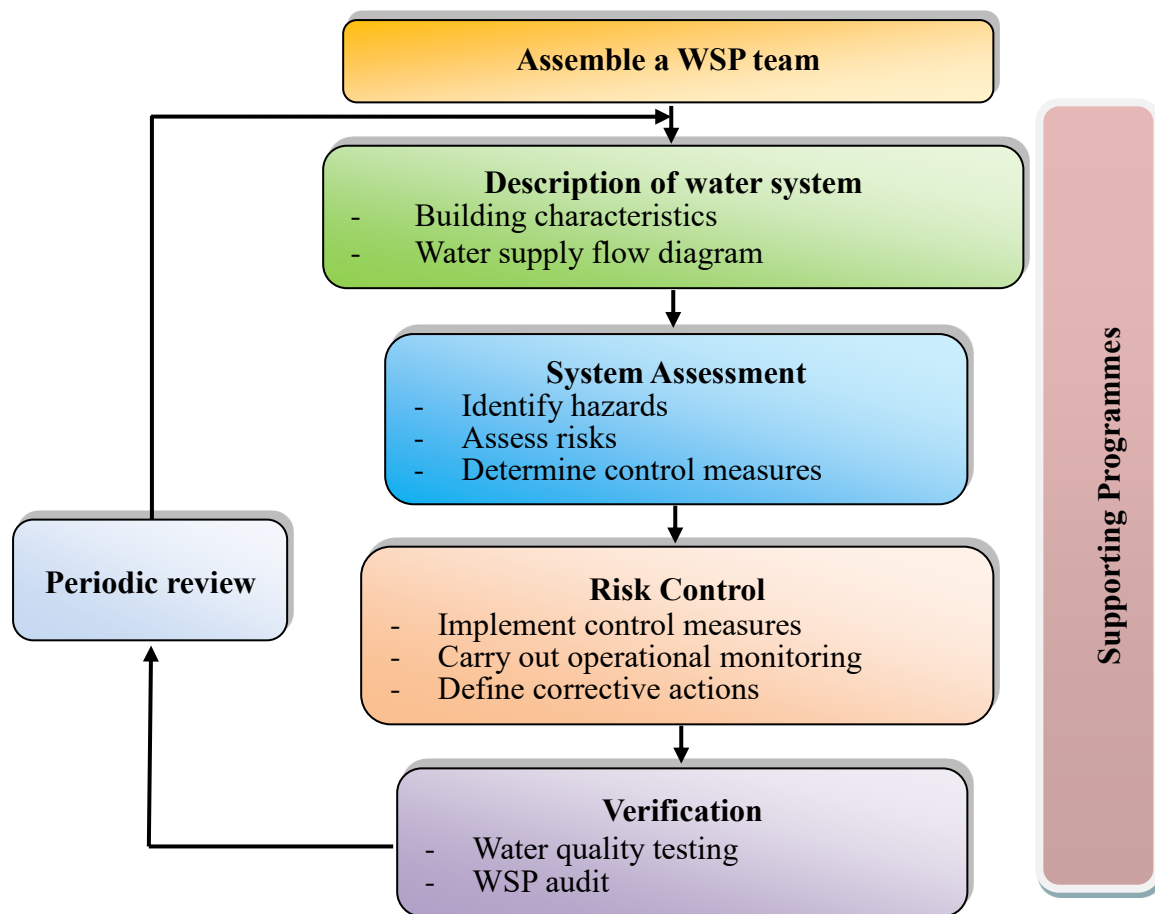 Assemble a WSP team
Description of water system
- Building characteristics
- Water supply flow diagram
System Assessment
- Identify hazards
- Assess risks
- Determine control measures
Periodic review
Risk Control
- Implement control measures
- Carry out operational monitoring
- Define corrective actions
Verification
- Water quality testing
- WSP audit
Supporting Programmes